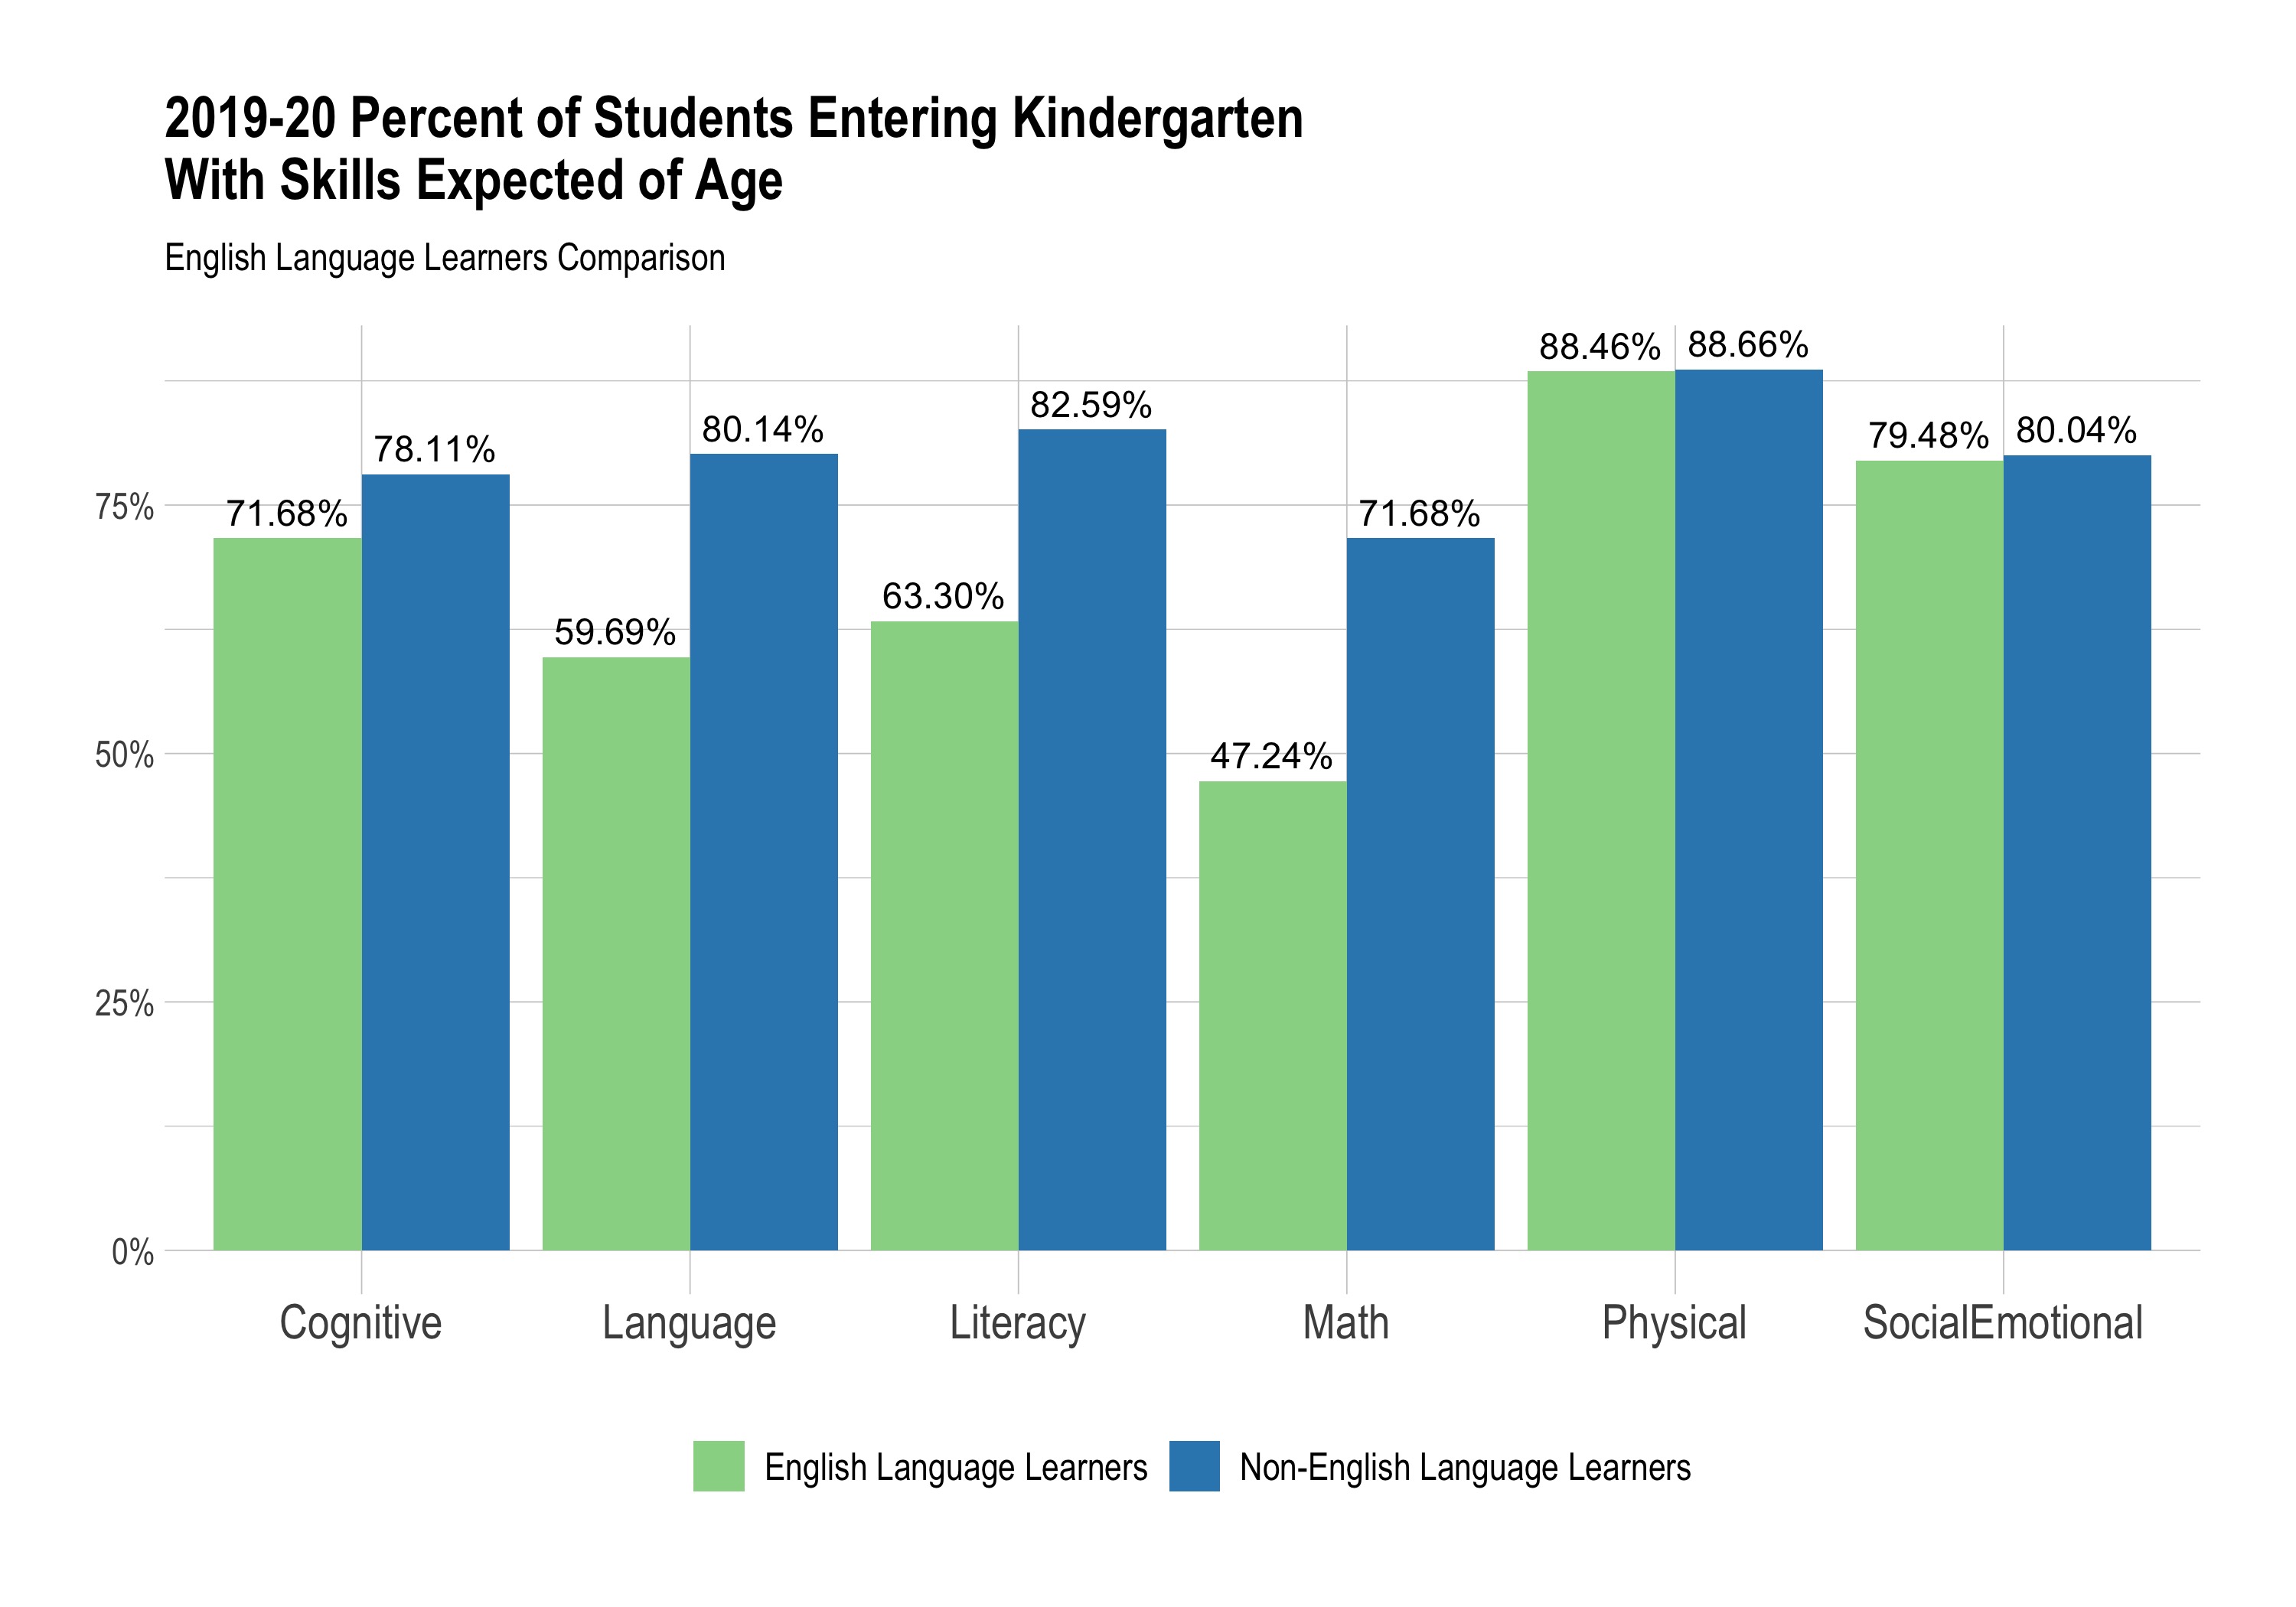 2019-20 Percent of Students Entering Kindergarten
With Skills Expected of Age
English Language Learners Comparison
88.46% 88.66%
82.59%
80.14%
79.48% 80.04%
78.11%
75%
71.68%
71.68%
63.30%
59.69%
50%
47.24%
25%
0%
Cognitive Language Literacy Math Physical SocialEmotional
English Language Learners Non-English Language Learners